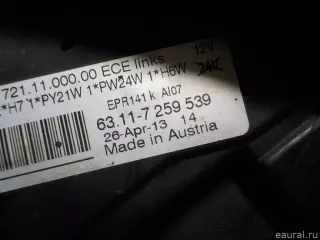 721.11.000.00 ECE links 12V
*H7 1*PY21W 1*PW24W 1*H6W
EPR141 k AI07
63.11-7 259 539
26-Apr-13 14
Made in Austria
eaural.ru